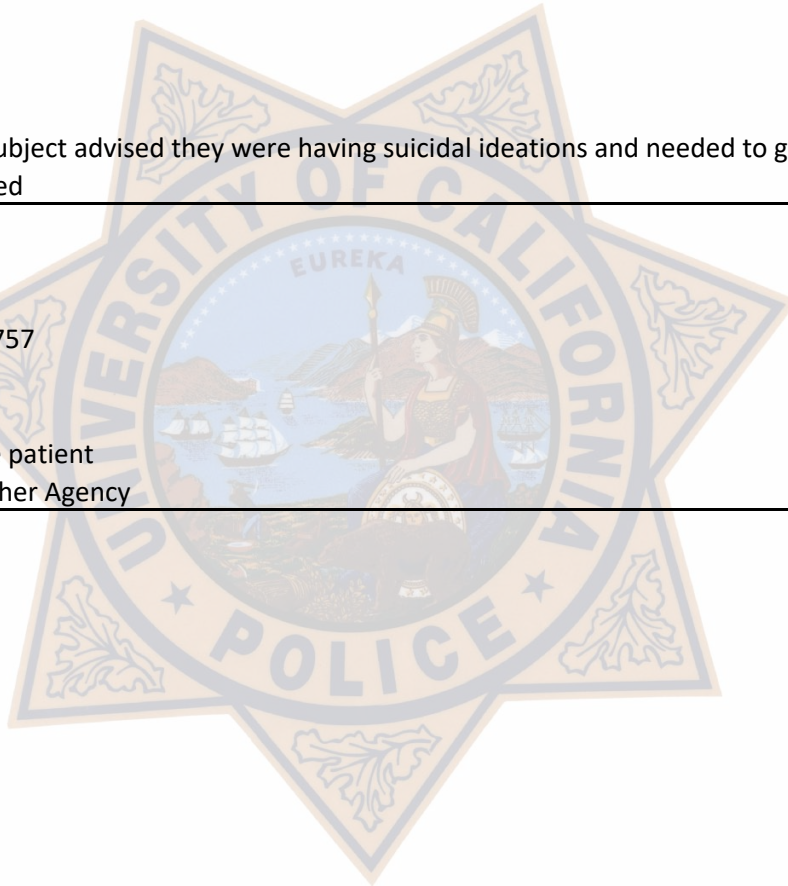 ubject advised they were having suicidal ideations and needed to g
ed
757
patient
her Agency
UNIVERSITY OF CALIFORNIA
EUREKA
POLICE